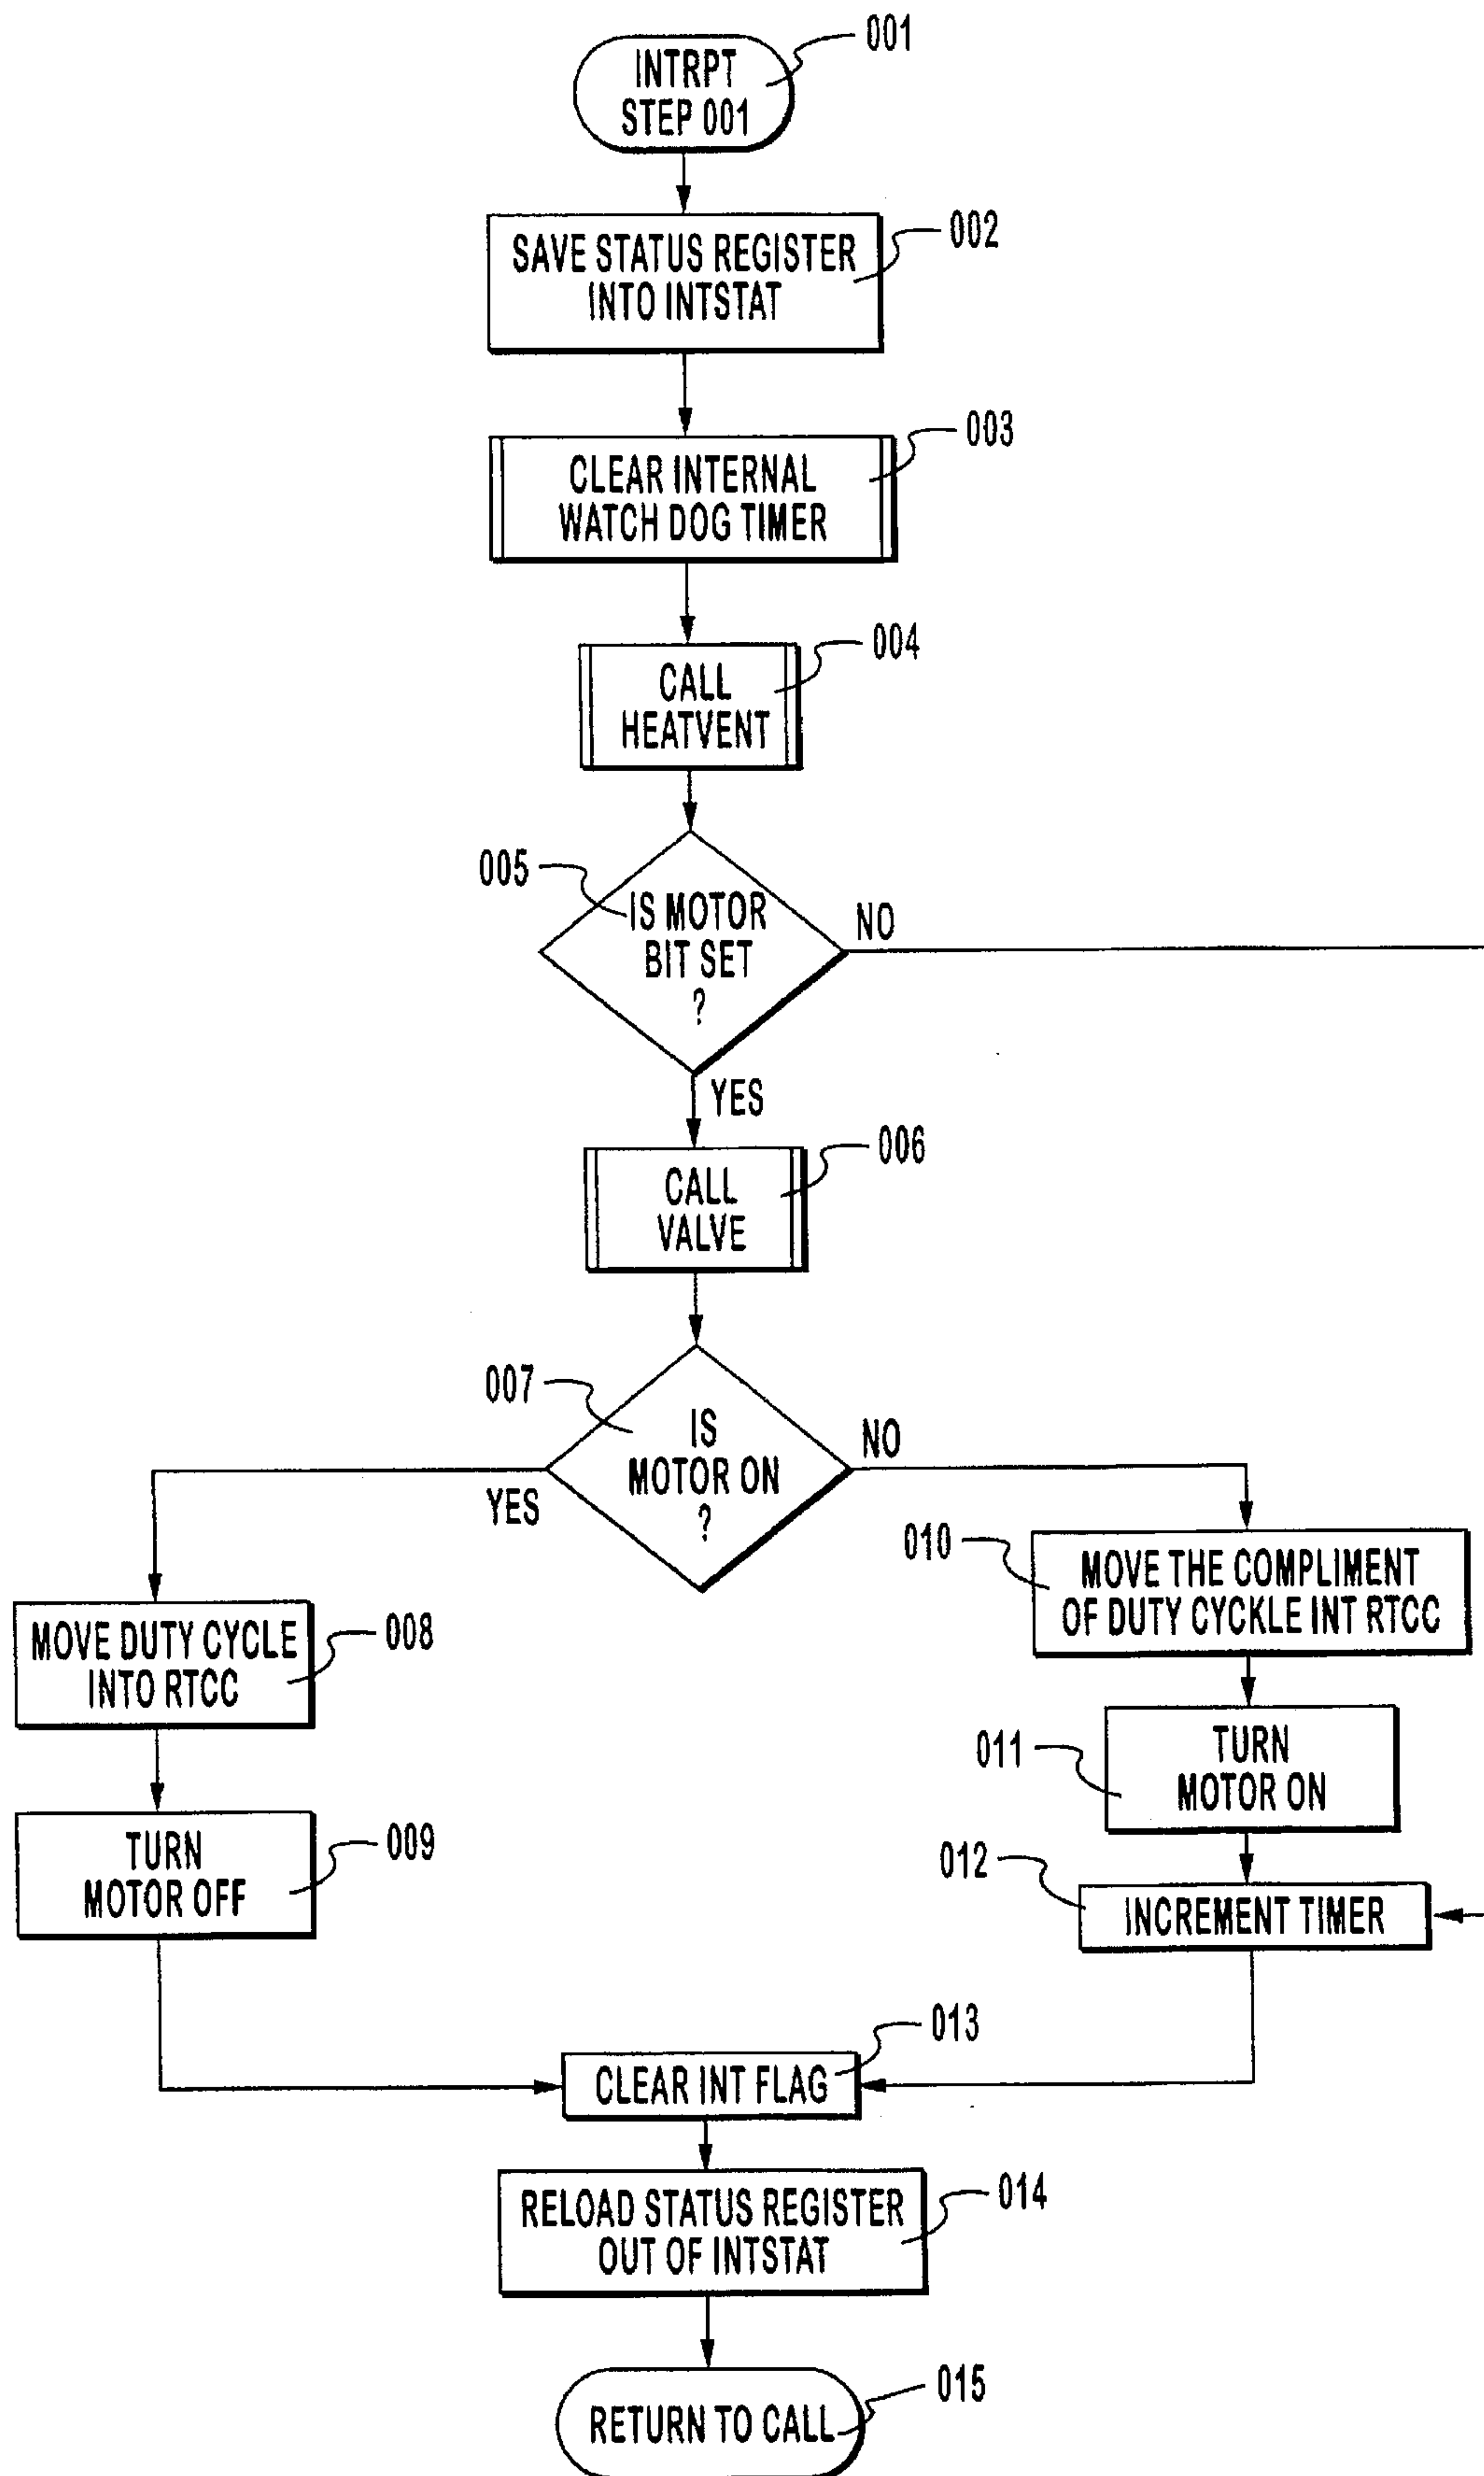 001
INTRPT
STEP 001
002
SAVE STATUS REGISTER
INTO INTSTAT
003
CLEAR INTERNAL
WATCH DOG TIMER
004
CALL
HEATVENT
005
IS MOTOR
BIT SET
?
NO
YES
006
CALL
VALVE
007
IS
MOTOR ON
?
YES
NO
008
MOVE DUTY CYCLE
INTO RTCC
010
MOVE THE COMPLIMENT
OF DUTY CYCKLE INT RTCC
009
TURN
MOTOR OFF
011
TURN
MOTOR ON
012
INCREMENT TIMER
013
CLEAR INT FLAG
014
RELOAD STATUS REGISTER
OUT OF INTSTAT
015
RETURN TO CALL